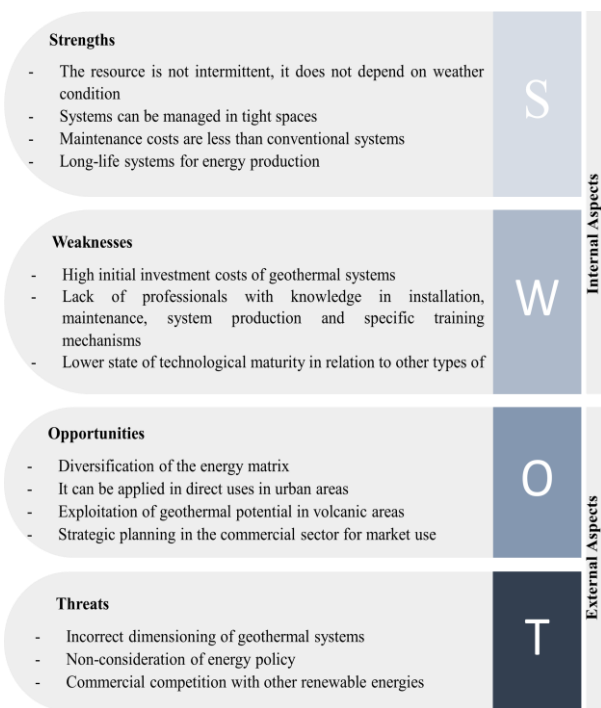 Strengths
- The resource is not intermittent, it does not depend on weather
condition
- Systems can be managed in tight spaces
- Maintenance costs are less than conventional systems
- Long-life systems for energy production
S
Weaknesses
- High initial investment costs of geothermal systems
- Lack of professionals with knowledge in installation,
maintenance, system production and specific training
mechanisms
- Lower state of technological maturity in relation to other types of
W
Internal Aspects
Opportunities
- Diversification of the energy matrix
- It can be applied in direct uses in urban areas
- Exploitation of geothermal potential in volcanic areas
- Strategic planning in the commercial sector for market use
O
Threats
- Incorrect dimensioning of geothermal systems
- Non-consideration of energy policy
- Commercial competition with other renewable energies
T
External Aspects